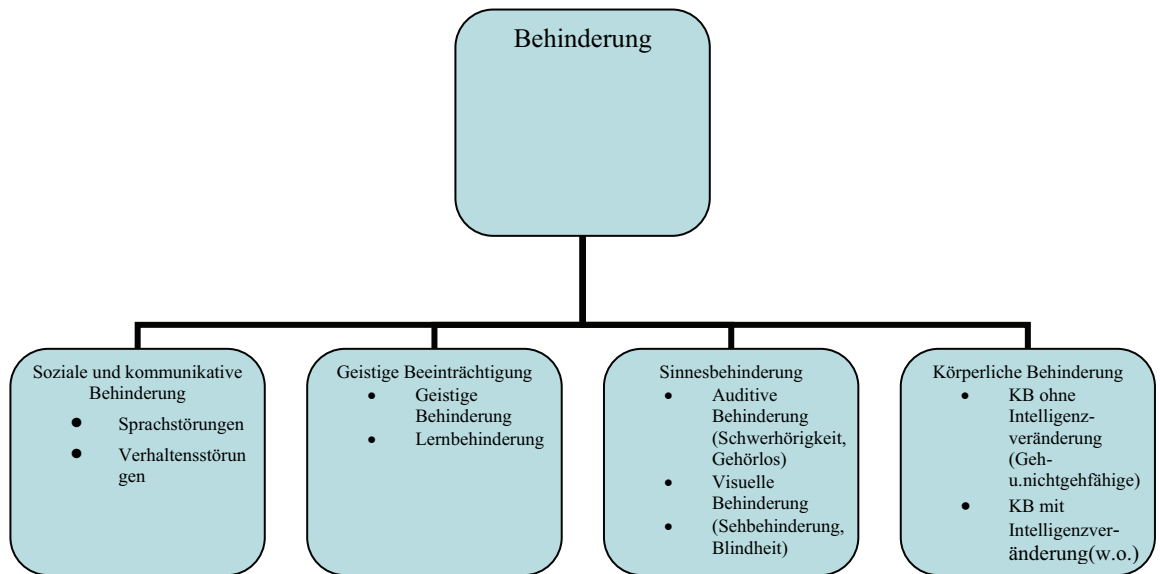 Behinderung
Soziale und kommunikative
Behinderung
● Sprachstörungen
● Verhaltensstörun
gen
Geistige Beeinträchtigung
• Geistige
Behinderung
• Lernbehinderung
Sinnesbehinderung
• Auditive
Behinderung
(Schwerhörigkeit,
Gehörlos)
• Visuelle
Behinderung
• (Sehbehinderung,
Blindheit)
Körperliche Behinderung
• KB ohne
Intelligenz-
veränderung
(Geh-
u.nichtgehfähige)
• KB mit
Intelligenzver-
änderung(w.o.)